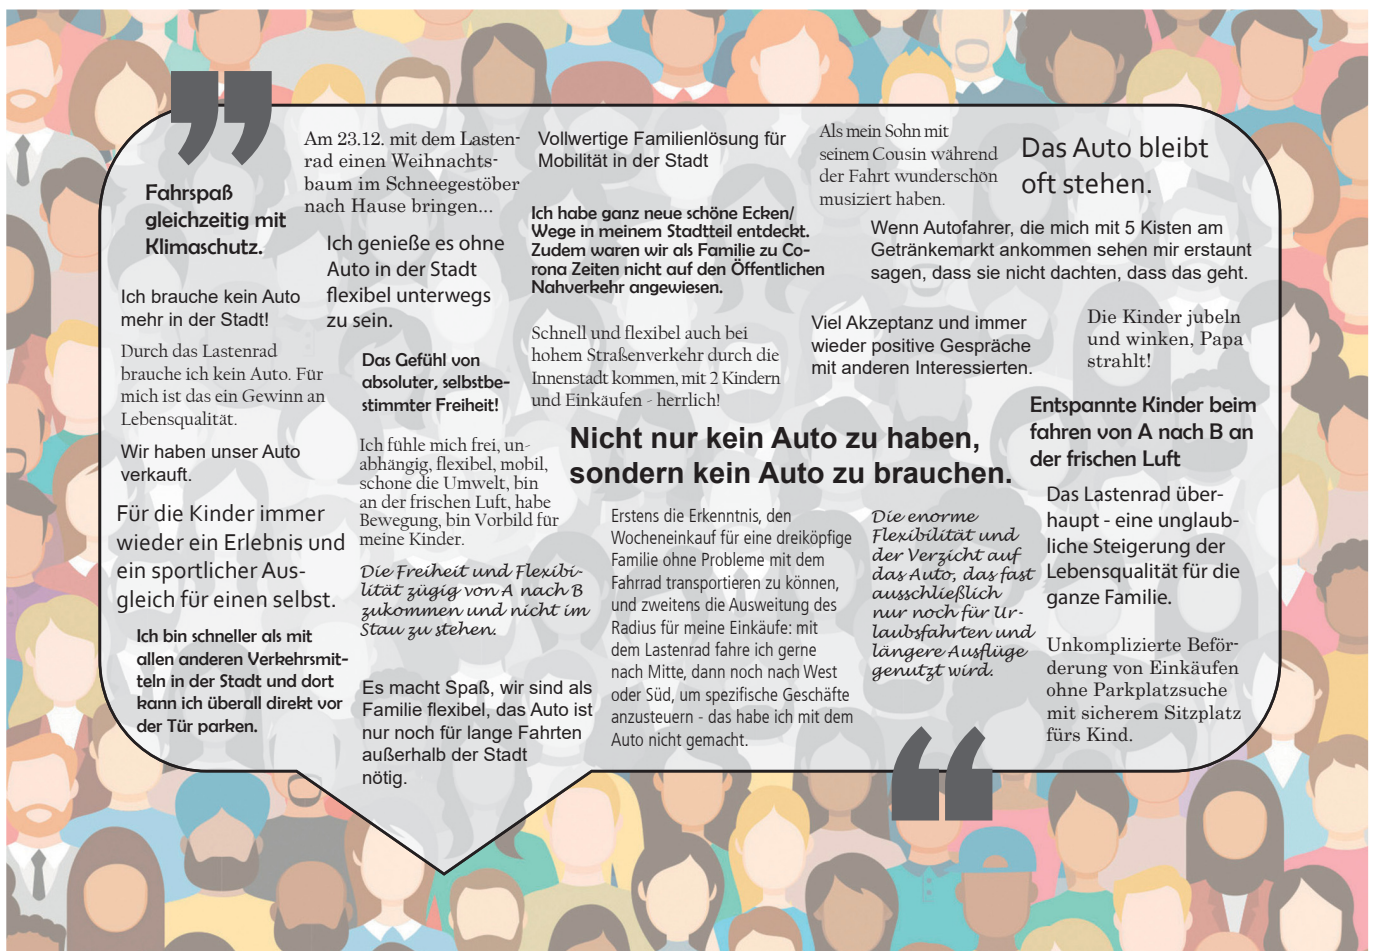 Fahrspaß
gleichzeitig mit
Klimaschutz.
Ich brauche kein Auto
mehr in der Stadt!
Durch das Lastenrad
brauche ich kein Auto. Für
mich ist das ein Gewinn an
Lebensqualität.
Wir haben unser Auto
verkauft.
Für die Kinder immer
wieder ein Erlebnis und
ein sportlicher Aus-
gleich für einen selbst.
Ich bin schneller als mit
allen anderen Verkehrsmit-
teln in der Stadt und dort
kann ich überall direkt vor
der Tür parken.
Am 23.12. mit dem Lasten-
rad einen Weihnachts-
baum im Schneegestöber
nach Hause bringen...
Ich genieße es ohne
Auto in der Stadt
flexibel unterwegs
zu sein.
Das Gefühl von
absoluter, selbstbe-
stimmter Freiheit!
Ich fühle mich frei, un-
abhängig, flexibel, mobil,
schone die Umwelt, bin
an der frischen Luft, habe
Bewegung, bin Vorbild für
meine Kinder.
Die Freiheit und Flexibi-
lität zügig von A nach B
zukommen und nicht im
Stau zu stehen.
Es macht Spaß, wir sind als
Familie flexibel, das Auto ist
nur noch für lange Fahrten
außerhalb der Stadt
nötig.
Vollwertige Familienlösung für
Mobilität in der Stadt
Ich habe ganz neue schöne Ecken/
Wege in meinem Stadtteil entdeckt.
Zudem waren wir als Familie zu Co-
rona Zeiten nicht auf den Öffentlichen
Nahverkehr angewiesen.
Schnell und flexibel auch bei
hohem Straßenverkehr durch die
Innenstadt kommen, mit 2 Kindern
und Einkäufen - herrlich!
Nicht nur kein Auto zu haben,
sondern kein Auto zu brauchen.
Erstens die Erkenntnis, den
Wocheneinkauf für eine dreiköpfige
Familie ohne Probleme mit dem
Fahrrad transportieren zu können,
und zweitens die Ausweitung des
Radius für meine Einkäufe: mit
dem Lastenrad fahre ich gerne
nach Mitte, dann noch nach West
oder Süd, um spezifische Geschäfte
anzusteuern - das habe ich mit dem
Auto nicht gemacht.
Als mein Sohn mit
seinem Cousin während
der Fahrt wunderschön
musiziert haben.
Das Auto bleibt
oft stehen.
Wenn Autofahrer, die mich mit 5 Kisten am
Getränkemarkt ankommen sehen mir erstaunt
sagen, dass sie nicht dachten, dass das geht.
Viel Akzeptanz und immer
wieder positive Gespräche
mit anderen Interessierten.
Die Kinder jubeln
und winken, Papa
strahlt!
Entspannte Kinder beim
fahren von A nach B an
der frischen Luft
Die enorme
Flexibilität und
der Verzicht auf
das Auto, das fast
ausschließlich
nur noch für Ur-
laubsfahrten und
längere Ausflüge
genutzt wird.
Das Lastenrad über-
haupt - eine unglaub-
liche Steigerung der
Lebensqualität für die
ganze Familie.
Unkomplizierte Beför-
derung von Einkäufen
ohne Parkplatzsuche
mit sicherem Sitzplatz
fürs Kind.